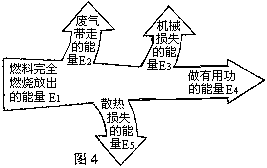 废气
带走
的能
量E2
机械
损失
的能
量E3
燃料完全
燃烧放出
的能量E1
做有用功
的能量E4
散热
损失
的能
量E5
图4